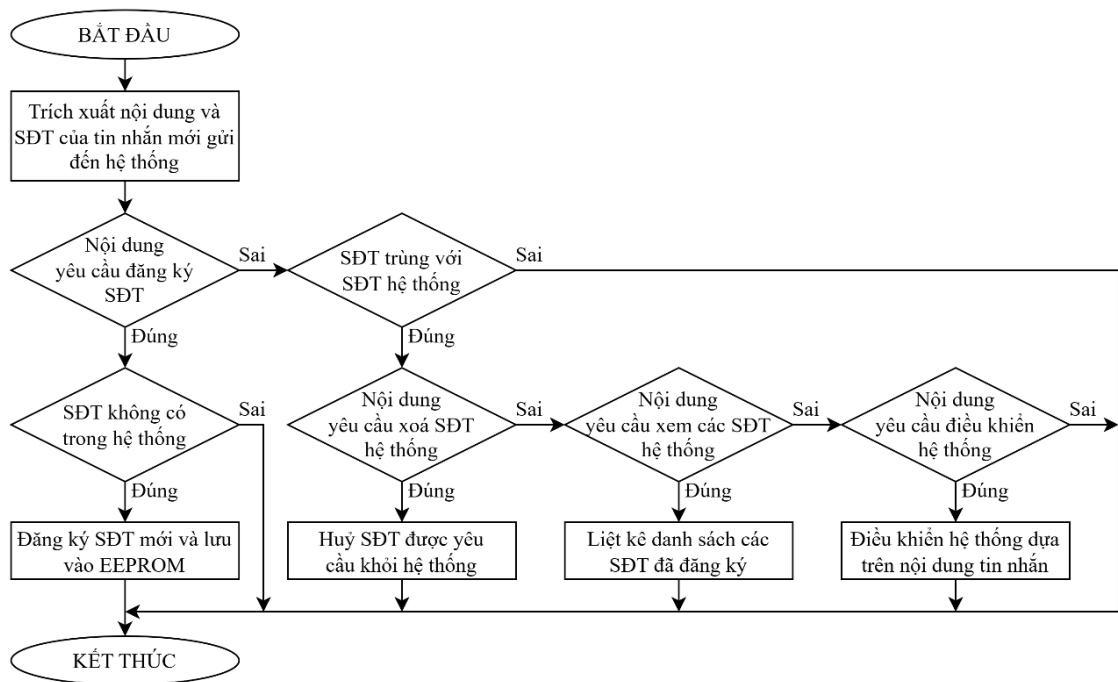 BẮT ĐẦU
Trích xuất nội dung và
SĐT của tin nhắn mới gửi
đến hệ thống
Nội dung
yêu cầu đăng ký
SĐT
Sai
SĐT trùng với
SĐT hệ thống
Sai
Đúng
Đúng
SĐT không có
trong hệ thống
Sai
Nội dung
yêu cầu xoá SĐT
hệ thống
Sai
Nội dung
yêu cầu xem các SĐT
hệ thống
Sai
Nội dung
yêu cầu điều khiển
hệ thống
Sai
Đúng
Đúng
Đúng
Đúng
Đăng ký SĐT mới và lưu
vào EEPROM
Huỷ SĐT được yêu
cầu khỏi hệ thống
Liệt kê danh sách các
SĐT đã đăng ký
Điều khiển hệ thống dựa
trên nội dung tin nhắn
KẾT THÚC